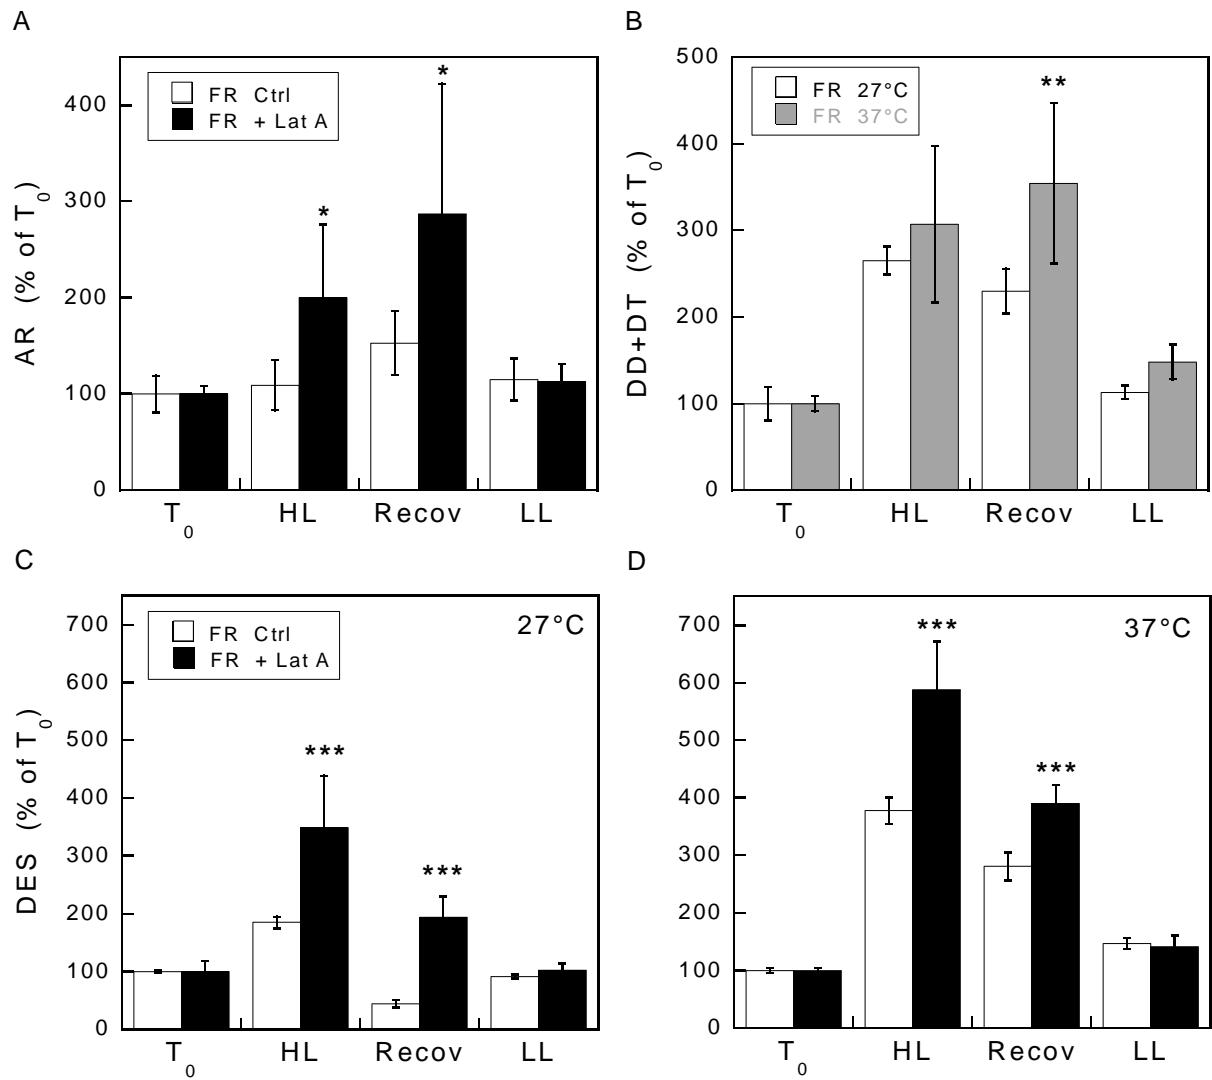 A
AR (% of T0)
400
300
200
100
0
FR Ctrl
FR + Lat A
*
*
T0 HL Recov LL
B
DD+DT (% of T0)
500
400
300
200
100
0
FR 27°C
FR 37°C
**
T0 HL Recov LL
C
DES (% of T0)
700
600
500
400
300
200
100
0
FR Ctrl
FR + Lat A
27°C
***
***
T0 HL Recov LL
D
700
600
500
400
300
200
100
0
37°C
***
***
T0 HL Recov LL